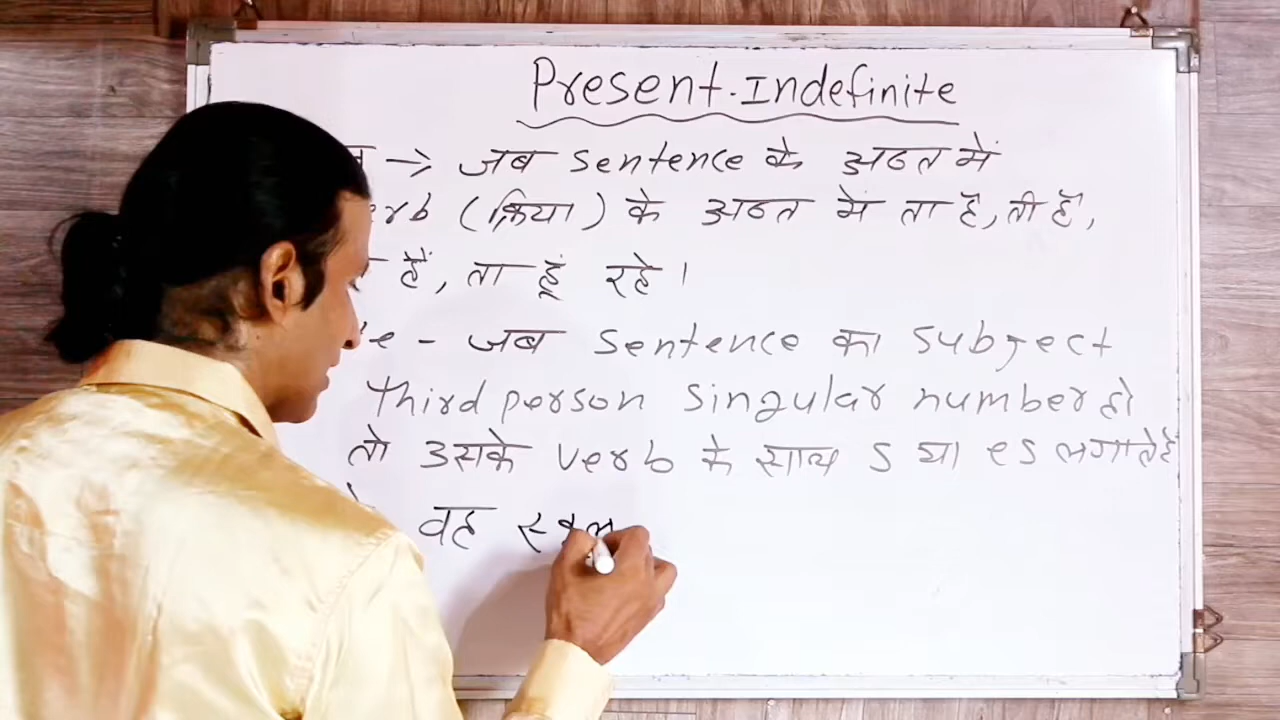 Present.Indefinite
→ जब sentence के अन्त में
erb (क्रिया) के अन्त में ता है, ती है,
हैं, ता हूं रहे।
e - जब sentence का subject
third person singular number हो
तो उसके verb के साथ s या es लगाते हैं
वह स्कूल